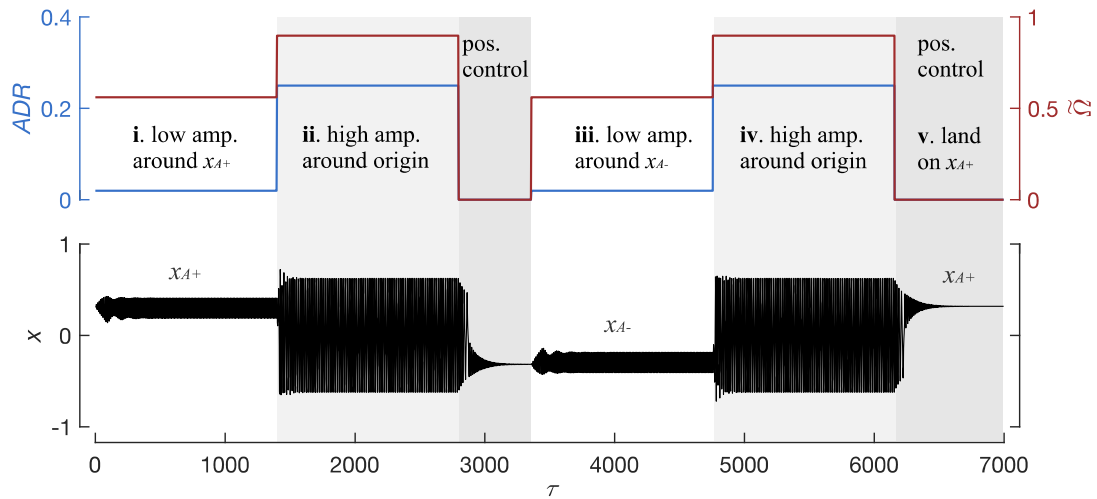 0.4
1
ADR
0.2
0
0.5
0
Ω̃
i. low amp.
around xA+
ii. high amp.
around origin
pos.
control
iii. low amp.
around xA-
iv. high amp.
around origin
pos.
control
v. land
on xA+
1
0
-1
x
xA+
xA-
xA+
0 1000 2000 3000 4000 5000 6000 7000
τ